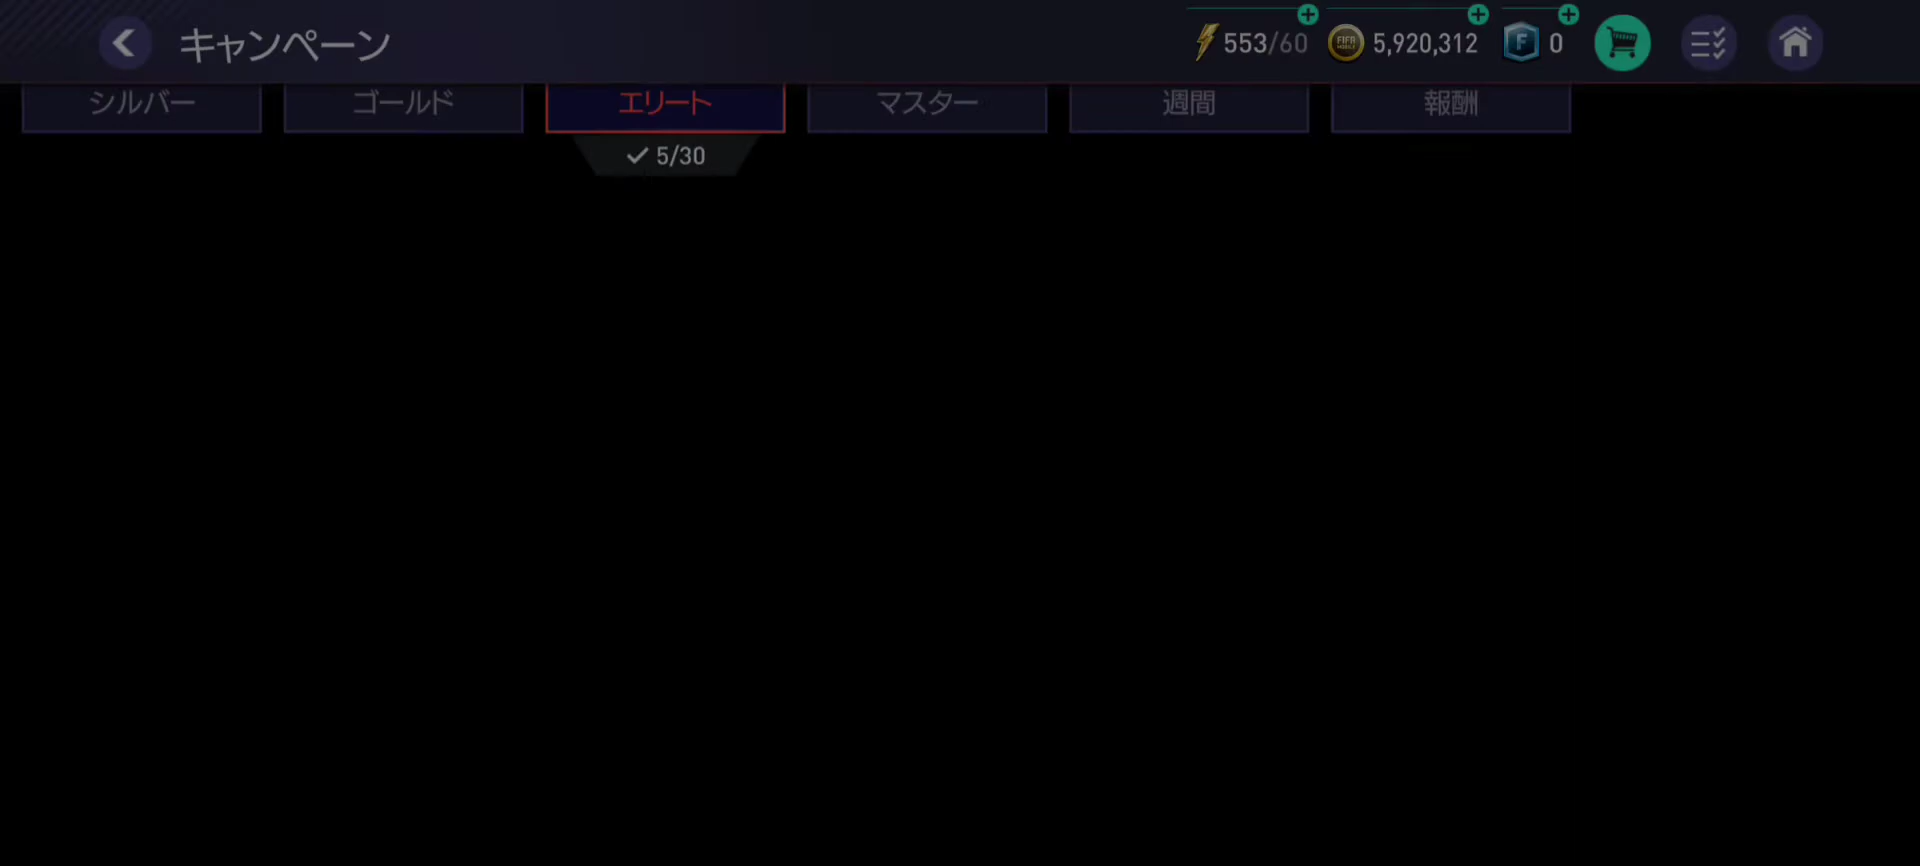 キャンペーン
553/60
5,920,312
0
シルバー
ゴールド
エリート
マスター
週間
報酬
5/30